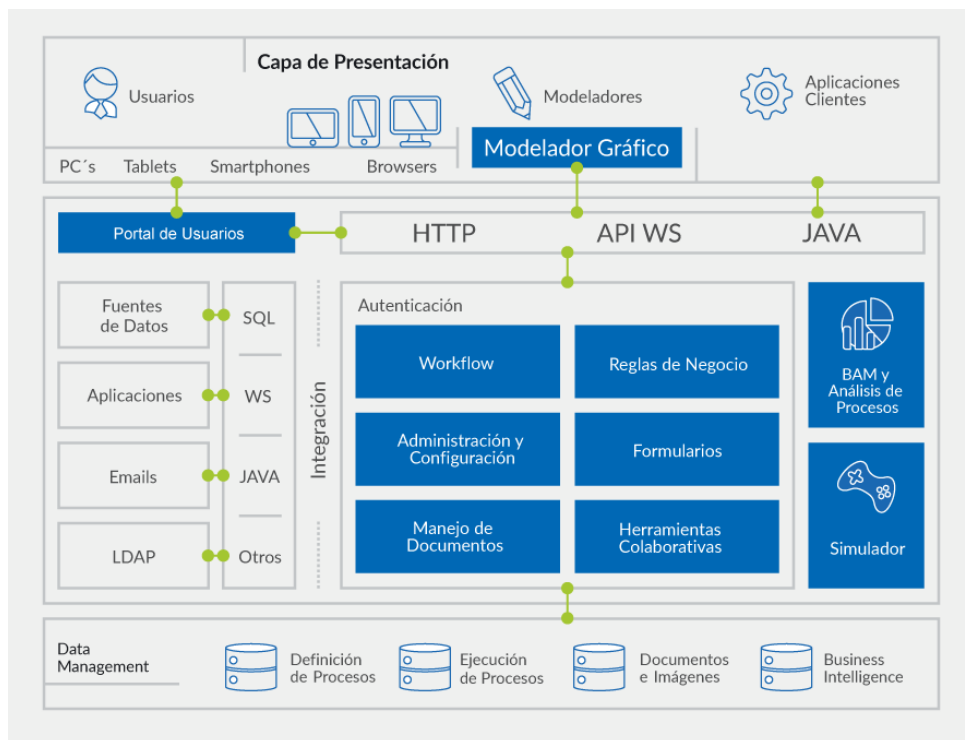 Capa de Presentación
Usuarios
Modeladores
Aplicaciones
Clientes
Modelador Gráfico
PC´s
Tablets
Smartphones
Browsers
Portal de Usuarios
HTTP
API WS
JAVA
Fuentes
de Datos
SQL
Aplicaciones
WS
Emails
JAVA
LDAP
Otros
Integración
Autenticación
Workflow
Reglas de Negocio
Administración y
Configuración
Formularios
Manejo de
Documentos
Herramientas
Colaborativas
BAM y
Análisis de
Procesos
Simulador
Data
Management
Definición
de Procesos
Ejecución
de Procesos
Documentos
e Imágenes
Business
Intelligence